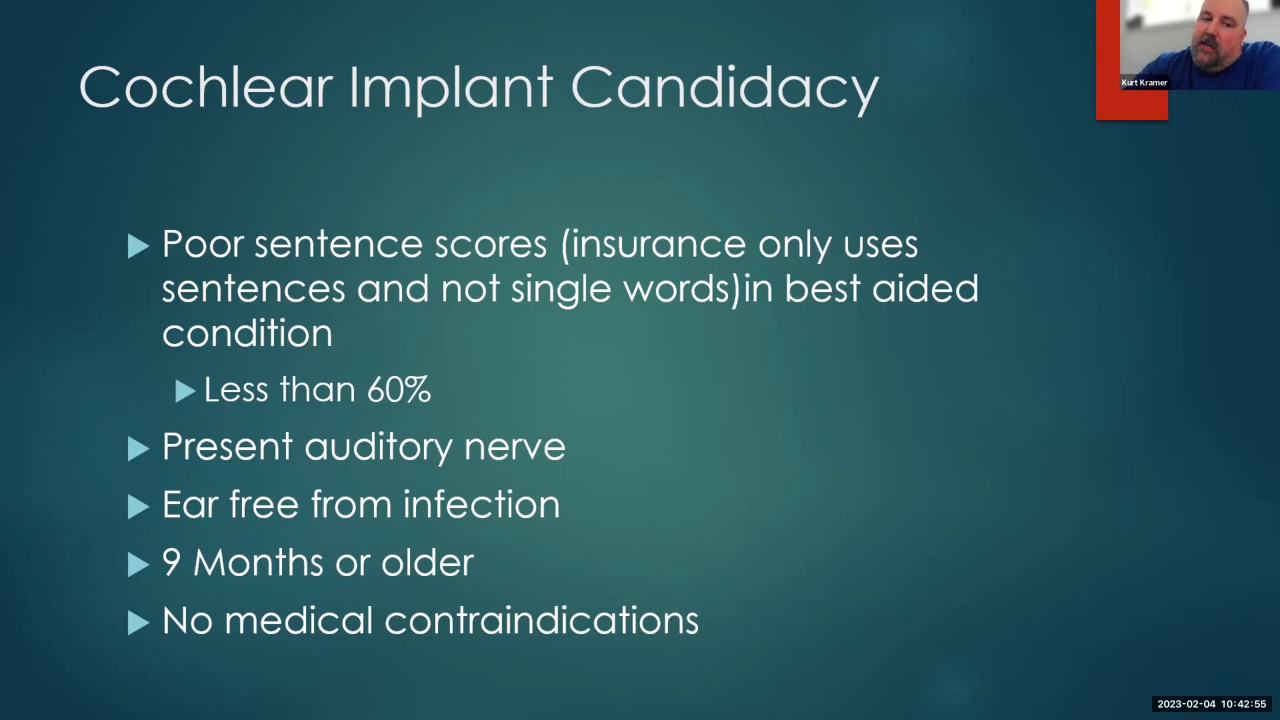 Cochlear Implant Candidacy
Kurt Kramer
Poor sentence scores (insurance only uses
sentences and not single words)in best aided
condition
Less than 60%
Present auditory nerve
Ear free from infection
9 Months or older
No medical contraindications
2023-02-04 10:42:55